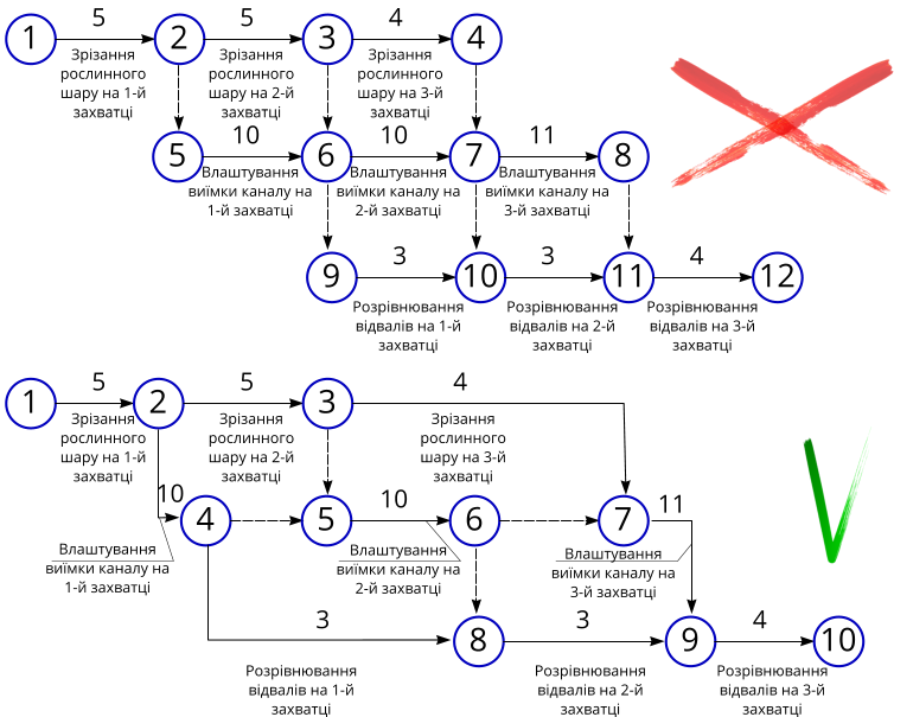 5 5 4
1 2 3 4
Зрізання Зрізання Зрізання
рослинного рослинного рослинного
шару на 1-й шару на 2-й шару на 3-й
захватці захватці захватці
10 10 11
5 6 7 8
Влаштування Влаштування Влаштування
виїмки каналу на виїмки каналу на виїмки каналу на
1-й захватці 2-й захватці 3-й захватці
3 3 4
9 10 11 12
Розрівнювання Розрівнювання Розрівнювання
відвалів на 1-й відвалів на 2-й відвалів на 3-й
захватці захватці захватці
5 5 4
1 2 3
Зрізання Зрізання Зрізання
рослинного рослинного рослинного
шару на 1-й шару на 2-й шару на 3-й
захватці захватці захватці
10 10 11
4 5 6 7
Влаштування Влаштування Влаштування
виїмки каналу на виїмки каналу на виїмки каналу на
1-й захватці 2-й захватці 3-й захватці
3 3 4
8 9 10
Розрівнювання Розрівнювання Розрівнювання
відвалів на 1-й відвалів на 2-й відвалів на 3-й
захватці захватці захватці